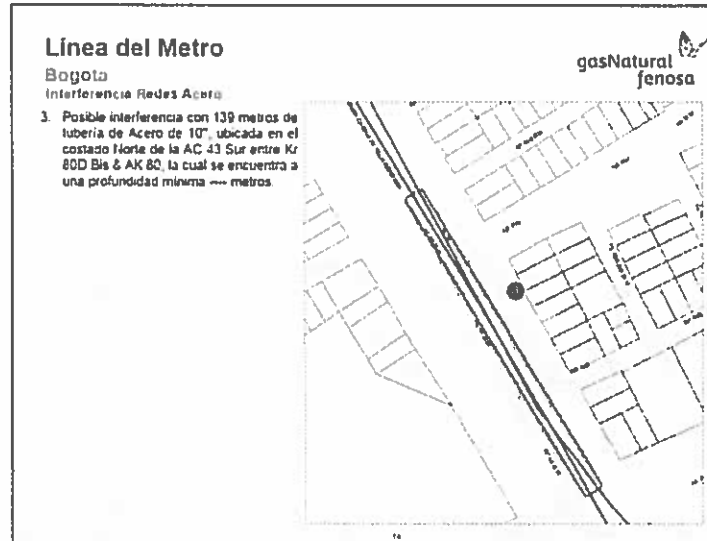 Línea del Metro
Bogota
Interferencia Redes Acero
gasNatural
fenosa
3. Posible interferencia con 139 metros de
tubería de Acero de 10", ubicada en el
costado Norte de la AC 43 Sur entre Kr
80D Bis & AK 80, la cual se encuentra a
una profundidad mínima ---- metros.